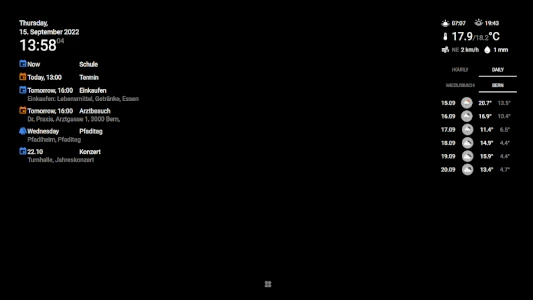 Thursday,
15. September 2022
13:58 04
Now Schule
Today, 13:00 Termin
Tomorrow, 16:00 Einkaufen
Einkaufen: Lebensmittel, Getränke, Essen
Tomorrow, 16:00 Arztbesuch
Dr. Praxis, Arztgasse 1, 3000 Bern,
Wednesday Pfaditag
Pfadiheim, Pfaditag
22.10 Konzert
Turnhalle, Jahreskonzert
07:07 19:43
17.9/18.2°C
NE 2 km/h 1 mm
HOURLY DAILY
BERN
15.09 20.7° 13.5°
16.09 16.9° 10.4°
17.09 11.4° 6.5°
18.09 14.9° 4.4°
19.09 15.9° 4.4°
20.09 13.4° 4.7°